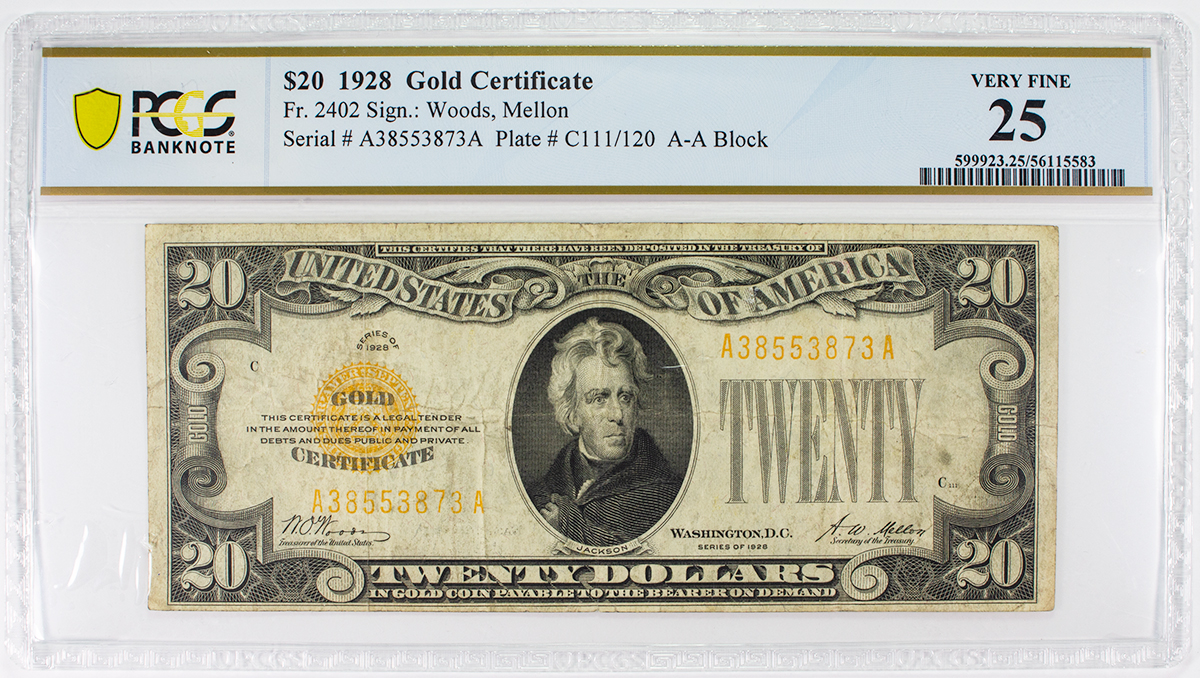 PCGS
BANKNOTE
$20 1928 Gold Certificate
Fr. 2402 Sign.: Woods, Mellon
Serial # A38553873A Plate # C111/120 A-A Block
VERY FINE
25
599923.25/56115583
THIS CERTIFIES THAT THERE HAVE BEEN DEPOSITED IN THE TREASURY OF
20
UNITED STATES THE OF AMERICA
20
SERIES OF
1928
C
A38553873A
GOLD
GOLD
THIS CERTIFICATE IS A LEGAL TENDER
IN THE AMOUNT THEREOF IN PAYMENT OF ALL
DEBTS AND DUES PUBLIC AND PRIVATE
CERTIFICATE
TWENTY
GOLD
C 111
A38553873A
W.O. Woods
Treasurer of the United States.
JACKSON
WASHINGTON, D.C.
SERIES OF 1928
A. W. Mellon
Secretary of the Treasury.
20
TWENTY DOLLARS
20
IN GOLD COIN PAYABLE TO THE BEARER ON DEMAND